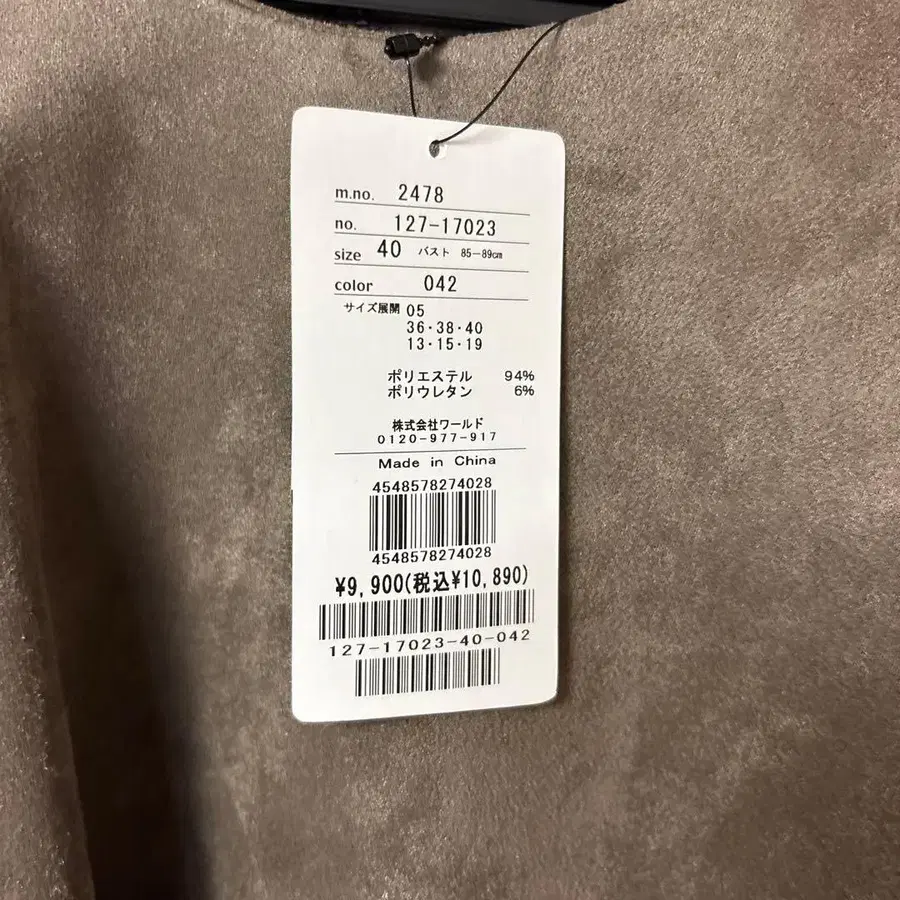 m.no. 2478
no. 127-17023
size 40 バスト 85-89cm
color 042
サイズ展開 05
36・38・40
13・15・19
ポリエステル 94%
ポリウレタン 6%
株式会社ワールド
0120-977-917
Made in China
4548578274028
4548578274028
¥9,900(税込¥10,890)
127-17023-40-042